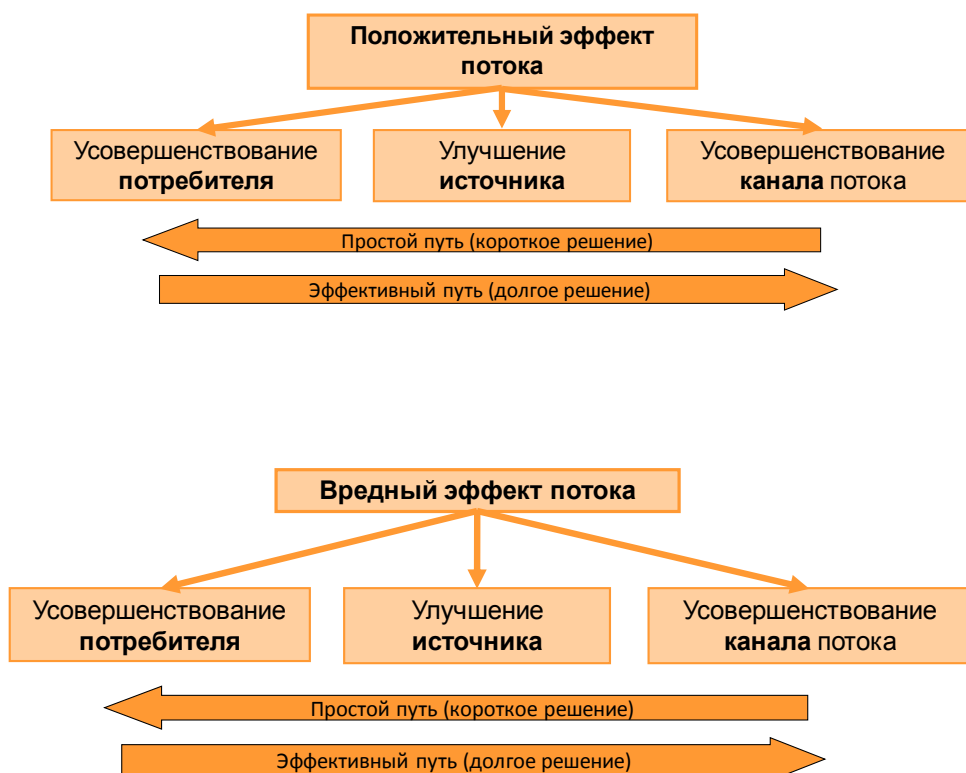 Положительный эффект
потока
Усовершенствование
потребителя
Улучшение
источника
Усовершенствование
канала потока
Простой путь (короткое решение)
Эффективный путь (долгое решение)
Вредный эффект потока
Усовершенствование
потребителя
Улучшение
источника
Усовершенствование
канала потока
Простой путь (короткое решение)
Эффективный путь (долгое решение)